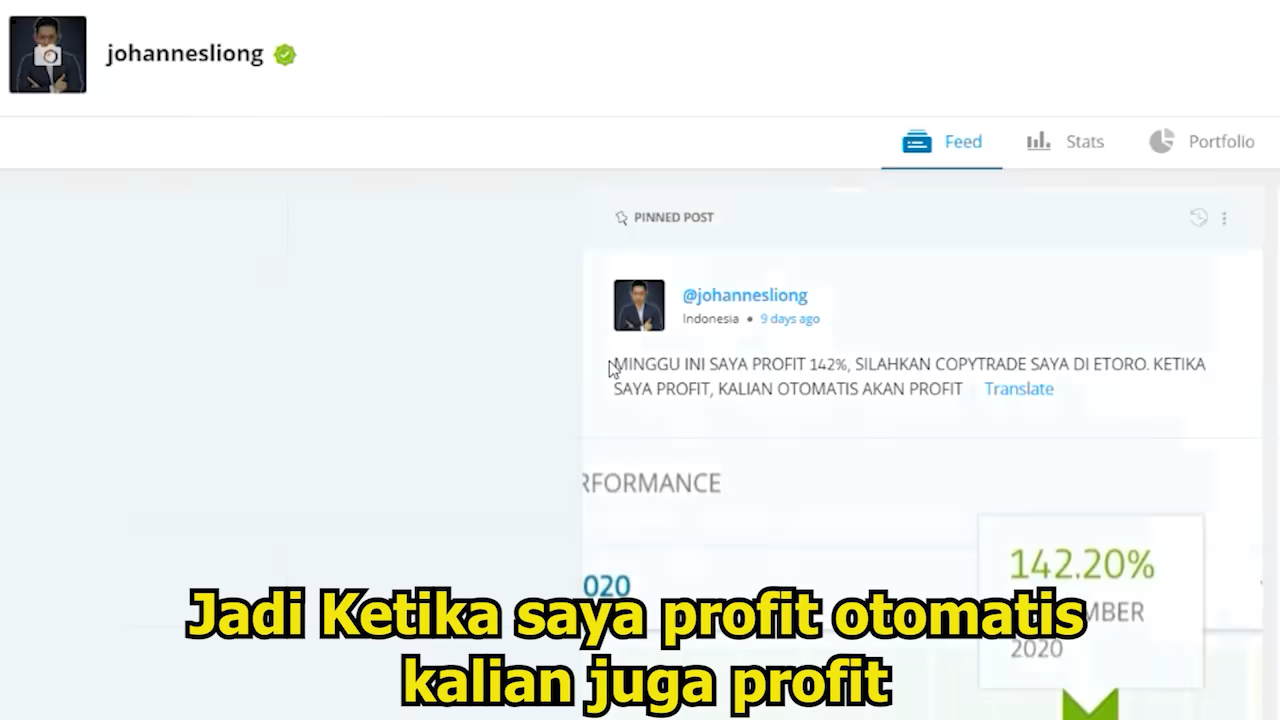 johannesliong
Feed
Stats
Portfolio
PINNED POST
@johannesliong
Indonesia • 9 days ago
MINGGU INI SAYA PROFIT 142%, SILAHKAN COPYTRADE SAYA DI ETORO. KETIKA
SAYA PROFIT, KALIAN OTOMATIS AKAN PROFIT Translate
RFORMANCE
142.20%
020
MBER
2020
Jadi Ketika saya profit otomatis
kalian juga profit